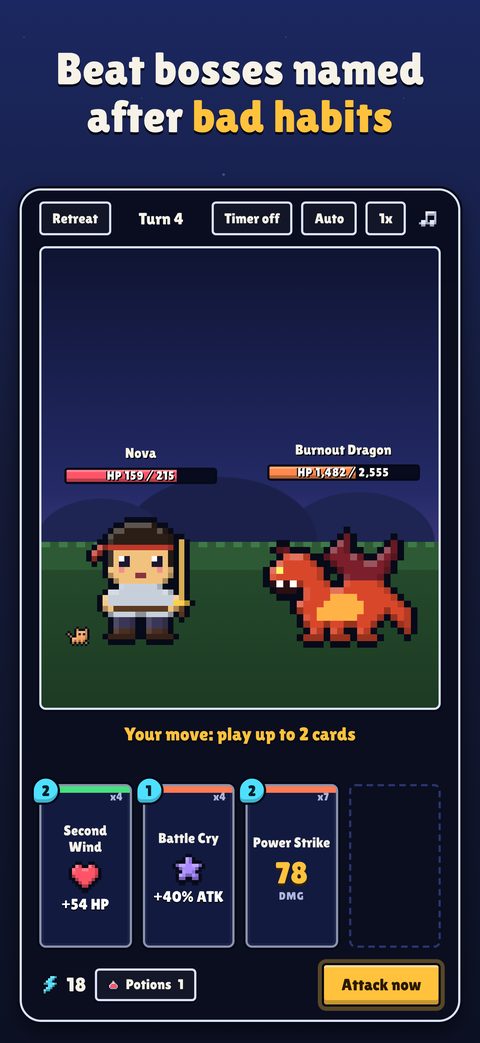 Beat bosses named
after bad habits
Retreat
Turn 4
Timer off
Auto
1x
Nova
HP 159 / 215
Burnout Dragon
HP 1,482 / 2,555
Your move: play up to 2 cards
2
x4
Second
Wind
+54 HP
1
x4
Battle Cry
+40% ATK
2
x7
Power Strike
78
DMG
18
Potions 1
Attack now